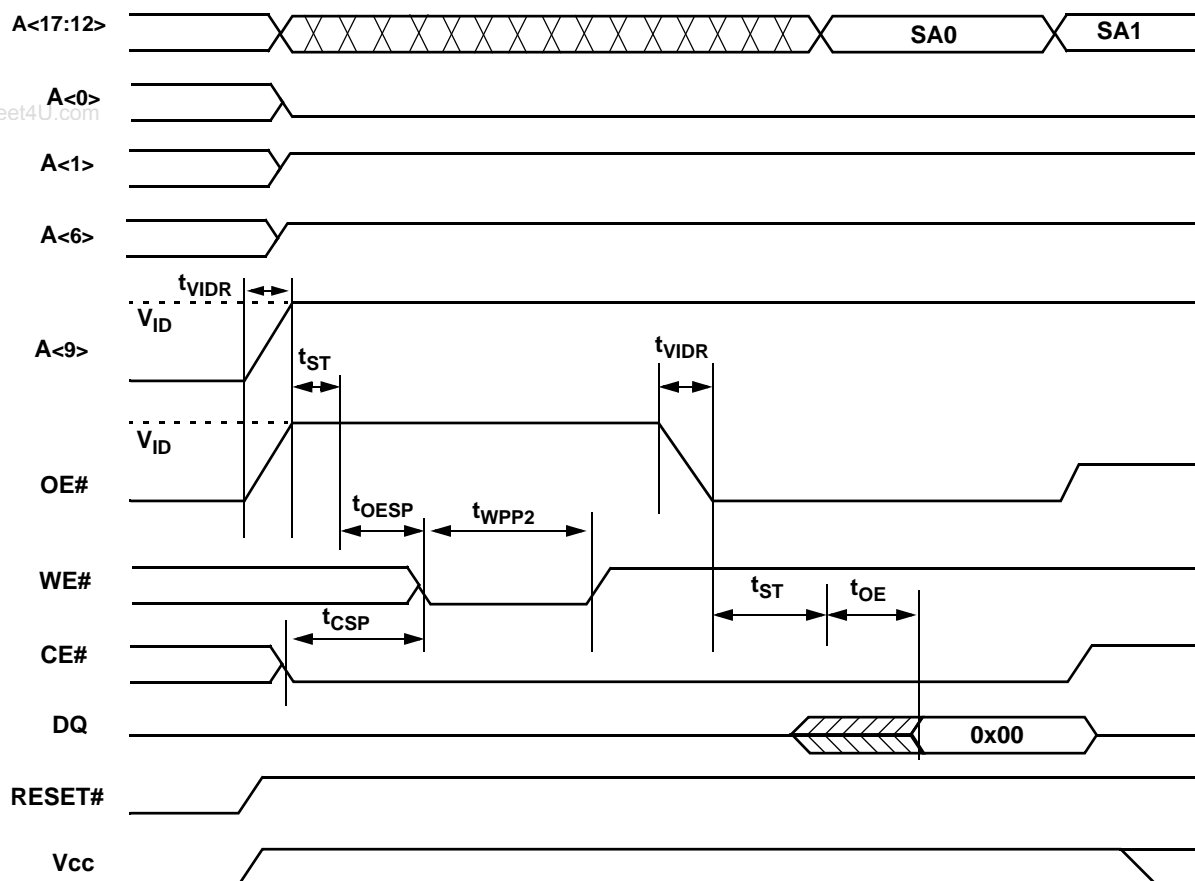 A<17:12>
SA0
SA1
A<0>
eet4U.com
A<1>
A<6>
tVIDR
VID
A<9>
tST
tVIDR
VID
OE#
tOESP
tWPP2
WE#
tST
tOE
tCSP
CE#
DQ
0x00
RESET#
Vcc